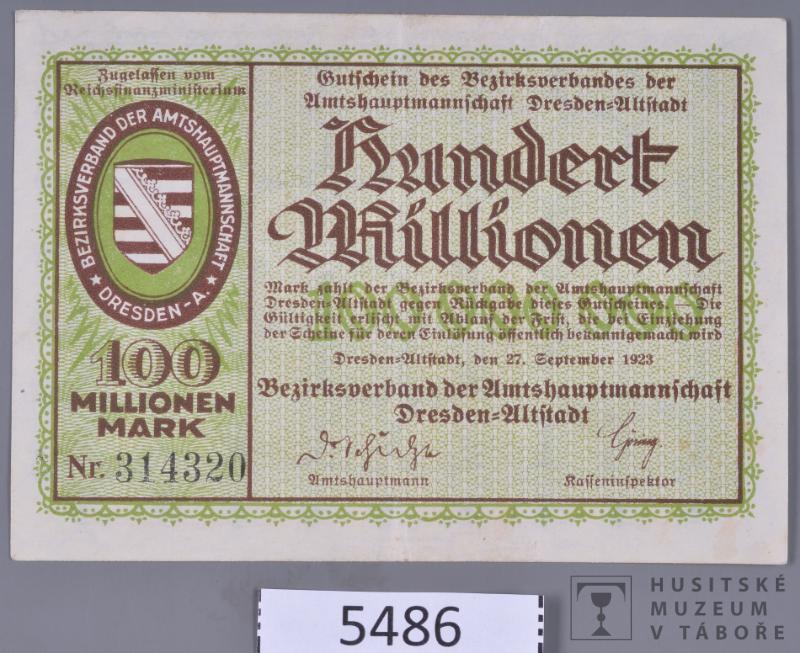 Zugelassen vom
Reichsfinanzministerium
BEZIRKSVERBAND DER AMTSHAUPTMANNSCHAFT
★ DRESDEN-A. ★
100
MILLIONEN
MARK
Nr. 314320
Gutschein des Bezirksverbandes der
Amtshauptmannschaft Dresden=Altstadt
Hundert
Millionen
Mark zahlt der Bezirksverband der Amtshauptmannschaft
Dresden=Altstadt gegen Rückgabe dieses Gutscheines — Die
Gültigkeit erlischt mit Ablauf der Frist, die bei Einziehung
der Scheine für deren Einlösung öffentlich bekanntgemacht wird
Dresden=Altstadt, den 27. September 1923
Bezirksverband der Amtshauptmannschaft
Dresden=Altstadt
Amtshauptmann
Kasseninspektor
5486
HUSITSKÉ
MUZEUM
V TÁBOŘE